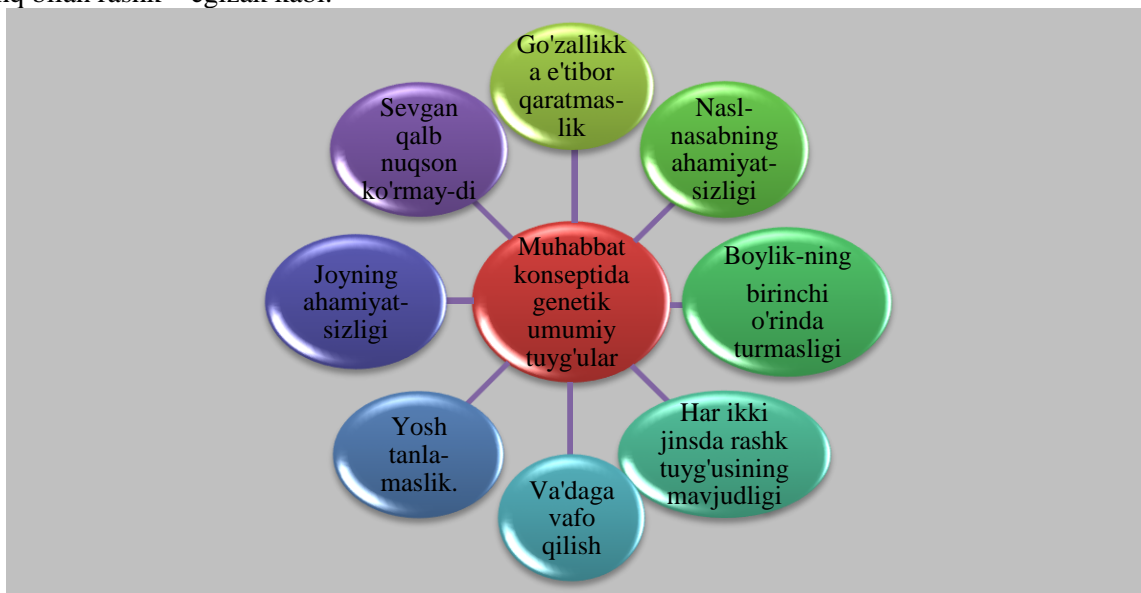 Go'zallikk
a e'tibor
qaratmas-
lik
Nasl-
nasabning
ahamiyat-
sizligi
Boylik-ning
birinchi
o'rinda
turmasligi
Har ikki
jinsda rashk
tuyg'usining
mavjudligi
Va'daga
vafo
qilish
Yosh
tanla-
maslik.
Joyning
ahamiyat-
sizligi
Sevgan
qalb
nuqson
ko'rmay-di
Muhabbat
konseptida
genetik
umumiy
tuyg'ular